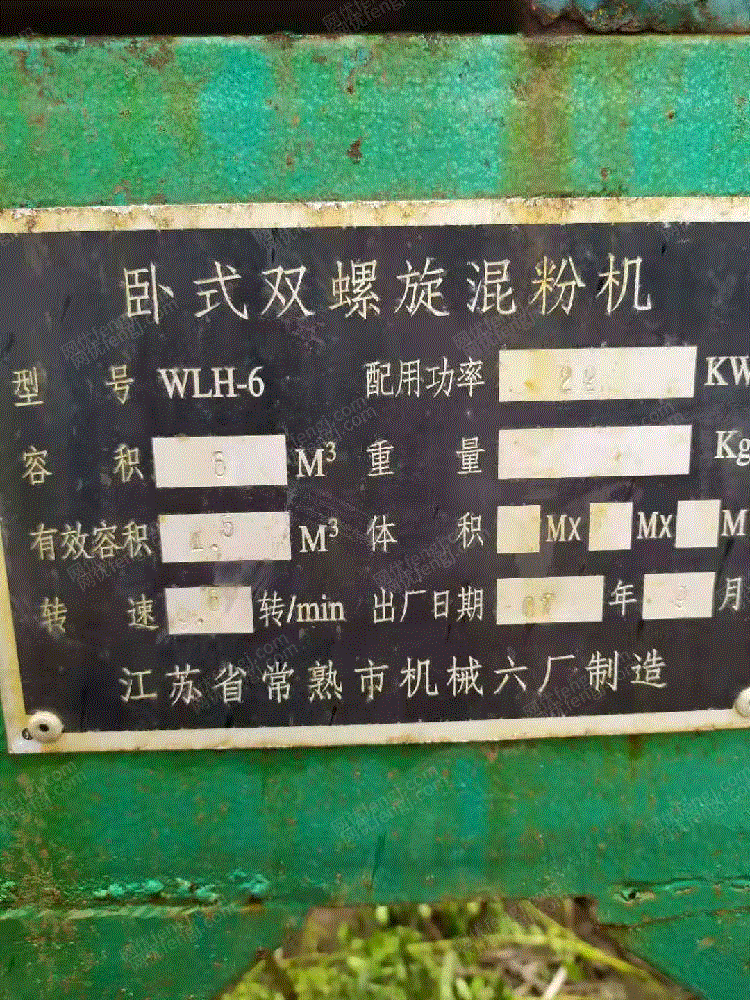 卧式双螺旋混粉机
型 号 WLH-6 配用功率 22 KW
容 积 6 M³ 重 量 Kg
有效容积 .5 M³ 体 积 MX MX M
转 速 转/min 出厂日期 07 年 月
江苏省常熟市机械六厂制造